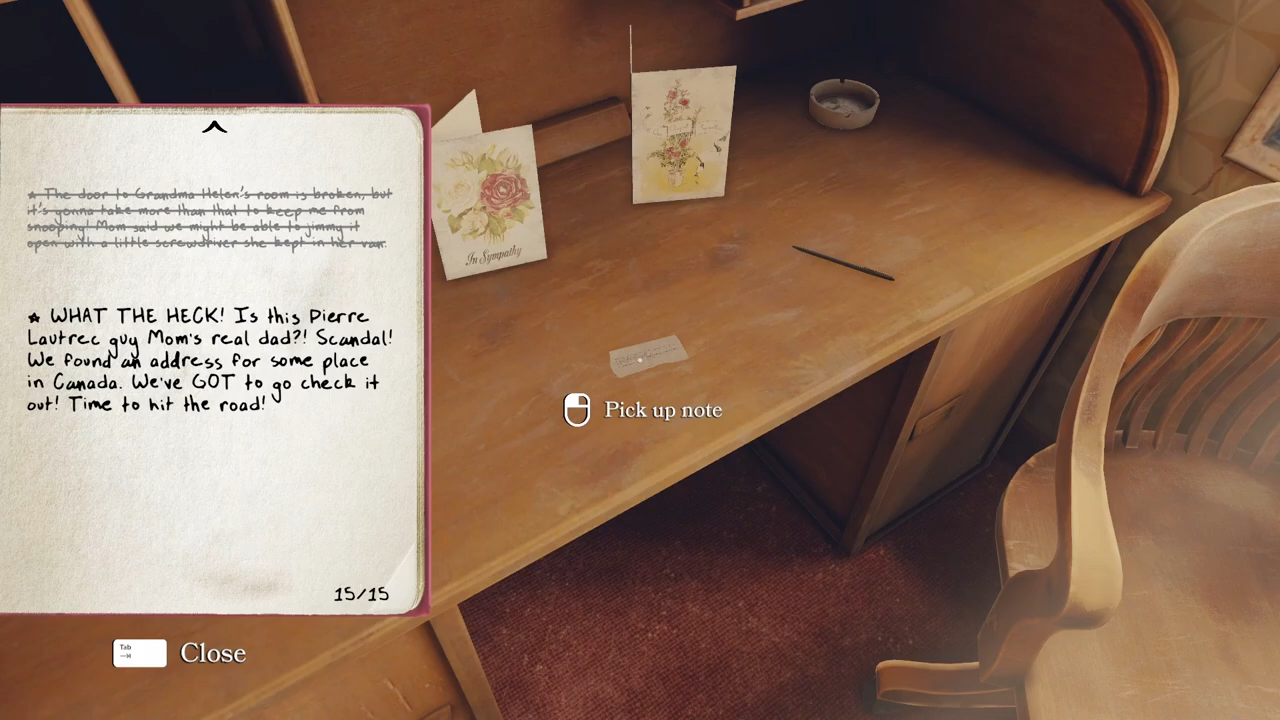 ★ The door to Grandma Helen's room is broken, but
it's gonna take more than that to keep me from
snooping! Mom said we might be able to jimmy it
open with a little screwdriver she kept in her van.
★ WHAT THE HECK! Is this Pierre
Lautrec guy Mom's real dad?! Scandal!
We found an address for some place
in Canada. We've GOT to go check it
out! Time to hit the road!
15/15
Tab
Close
In Sympathy
Pick up note